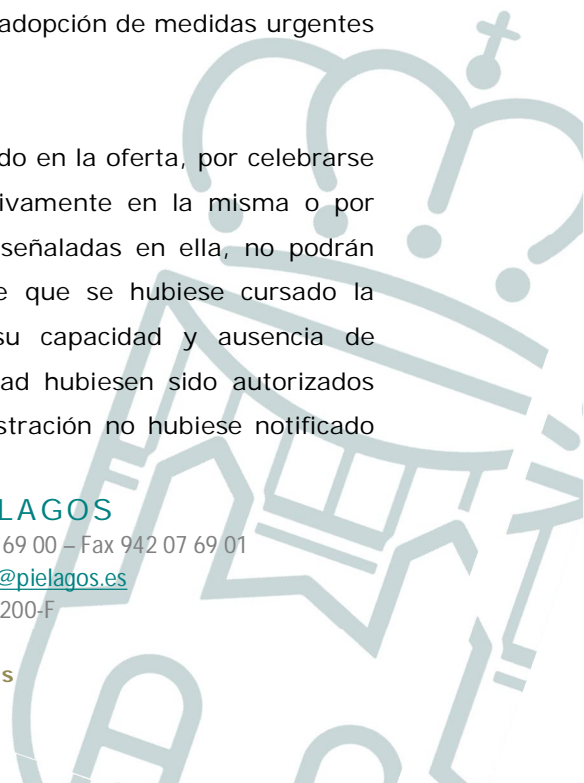 adopción de medidas urgentes
do en la oferta, por celebrarse
ivamente en la misma o por
señaladas en ella, no podrán
e que se hubiese cursado la
su capacidad y ausencia de
ad hubiesen sido autorizados
stración no hubiese notificado
LAGOS
69 00 – Fax 942 07 69 01
@pielagos.es
200-F
s